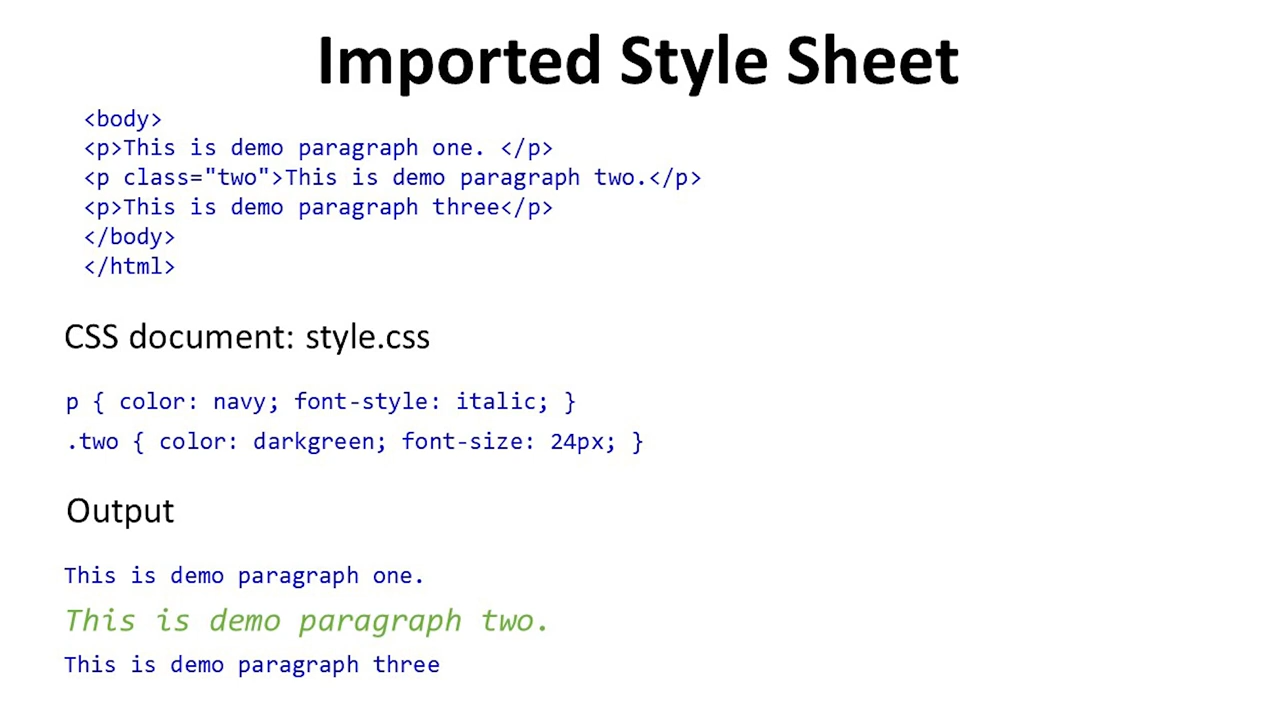 Imported Style Sheet
<body>
<p>This is demo paragraph one. </p>
<p class="two">This is demo paragraph two.</p>
<p>This is demo paragraph three</p>
</body>
</html>
CSS document: style.css
p { color: navy; font-style: italic; }
.two { color: darkgreen; font-size: 24px; }
Output
This is demo paragraph one.
This is demo paragraph two.
This is demo paragraph three